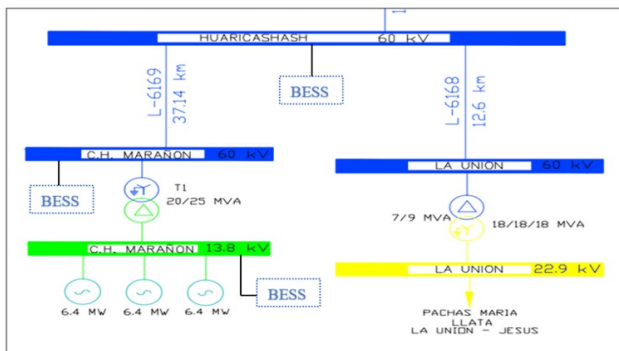 HUARICASHASH 60 kV
L-6169
37.14 km
BESS
L-6168
12.6 km
C.H. MARAÑON 60 kV
LA UNION 60 kV
BESS
T1
20/25 MVA
7/9 MVA
18/18/18 MVA
C.H. MARAÑON 13.8 kV
LA UNION 22.9 kV
6.4 MW 6.4 MW 6.4 MW
BESS
PACHAS MARIA
LLATA
LA UNION - JESUS